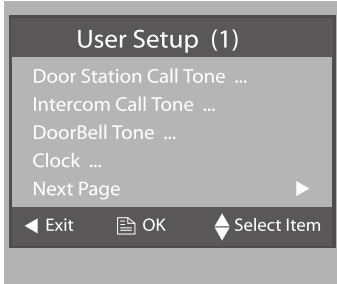 User Setup (1)
Door Station Call Tone ...
Intercom Call Tone ...
DoorBell Tone ...
Clock ...
Next Page
Exit OK Select Item